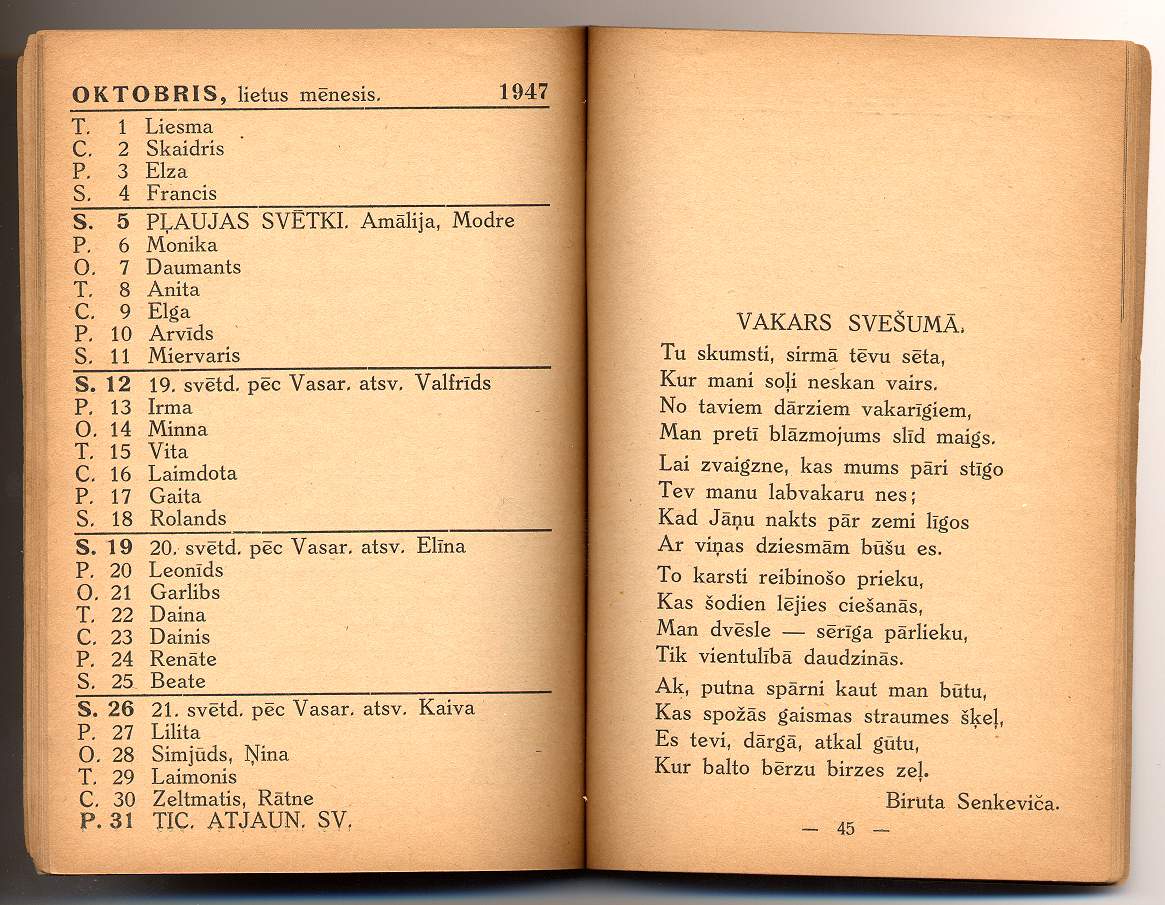 OKTOBRIS, lietus mēnesis. 1947
T. 1 Liesma
C. 2 Skaidris
P. 3 Elza
S. 4 Francis
S. 5 PĻAUJAS SVĒTKI. Amālija, Modre
P. 6 Monika
O. 7 Daumants
T. 8 Anita
C. 9 Elga
P. 10 Arvīds
S. 11 Miervaris
S. 12 19. svētd. pēc Vasar. atsv. Valfrīds
P. 13 Irma
O. 14 Minna
T. 15 Vita
C. 16 Laimdota
P. 17 Gaita
S. 18 Rolands
S. 19 20. svētd. pēc Vasar. atsv. Elīna
P. 20 Leonīds
O. 21 Garlibs
T. 22 Daina
C. 23 Dainis
P. 24 Renāte
S. 25 Beate
S. 26 21. svētd. pēc Vasar. atsv. Kaiva
P. 27 Lilita
O. 28 Simjūds, Ņina
T. 29 Laimonis
C. 30 Zeltmatis, Rātne
P. 31 TIC. ATJAUN. SV.
VAKARS SVEŠUMĀ.
Tu skumsti, sirmā tēvu sēta,
Kur mani soļi neskan vairs.
No taviem dārziem vakarīgiem,
Man pretī blāzmojums slīd maigs.
Lai zvaigzne, kas mums pāri stīgo
Tev manu labvakaru nes;
Kad Jāņu nakts pār zemi līgos
Ar viņas dziesmām būšu es.
To karsti reibinošo prieku,
Kas šodien lējies ciešanās,
Man dvēsle — sērīga pārlieku,
Tik vientulībā daudzinās.
Ak, putna spārni kaut man būtu,
Kas spožās gaismas straumes šķeļ,
Es tevi, dārgā, atkal gūtu,
Kur balto bērzu birzes zeļ.
Biruta Senkeviča.
— 45 —